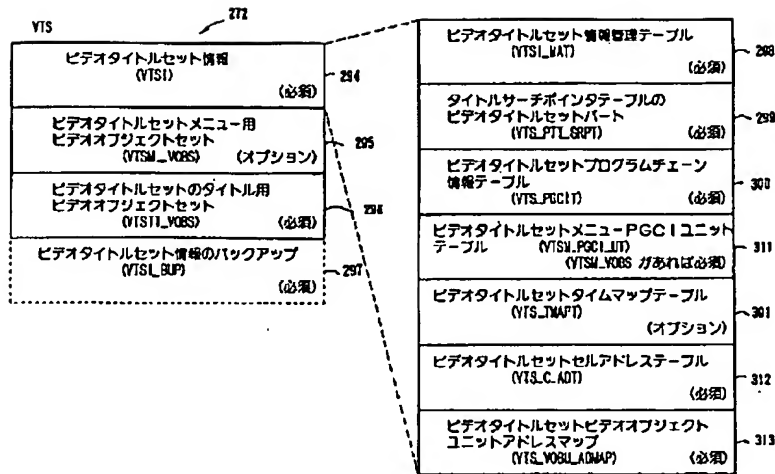 VTS
272
ビデオタイトルセット情報
(VTSI)
(必須)
294
ビデオタイトルセットメニュー用
ビデオオブジェクトセット
(VTSM_VOBS) (オプション)
295
ビデオタイトルセットのタイトル用
ビデオオブジェクトセット
(VTSTT_VOBS) (必須)
296
ビデオタイトルセット情報のバックアップ
(VTSI_BUP)
(必須)
297
ビデオタイトルセット情報管理テーブル
(VTSI_MAT)
(必須)
298
タイトルサーチポインタテーブルの
ビデオタイトルセットパート
(VTS_PTT_SRPT) (必須)
299
ビデオタイトルセットプログラムチェーン
情報テーブル
(VTS_PGCIT) (必須)
300
ビデオタイトルセットメニューPGCIユニット
テーブル (VTSM_PGCI_UT)
(VTSM_VOBS があれば必須)
311
ビデオタイトルセットタイムマップテーブル
(VTS_TMAPT)
(オプション)
301
ビデオタイトルセットセルアドレステーブル
(VTS_C_ADT)
(必須)
312
ビデオタイトルセットビデオオブジェクト
ユニットアドレスマップ
(VTS_VOBU_ADMAP) (必須)
313